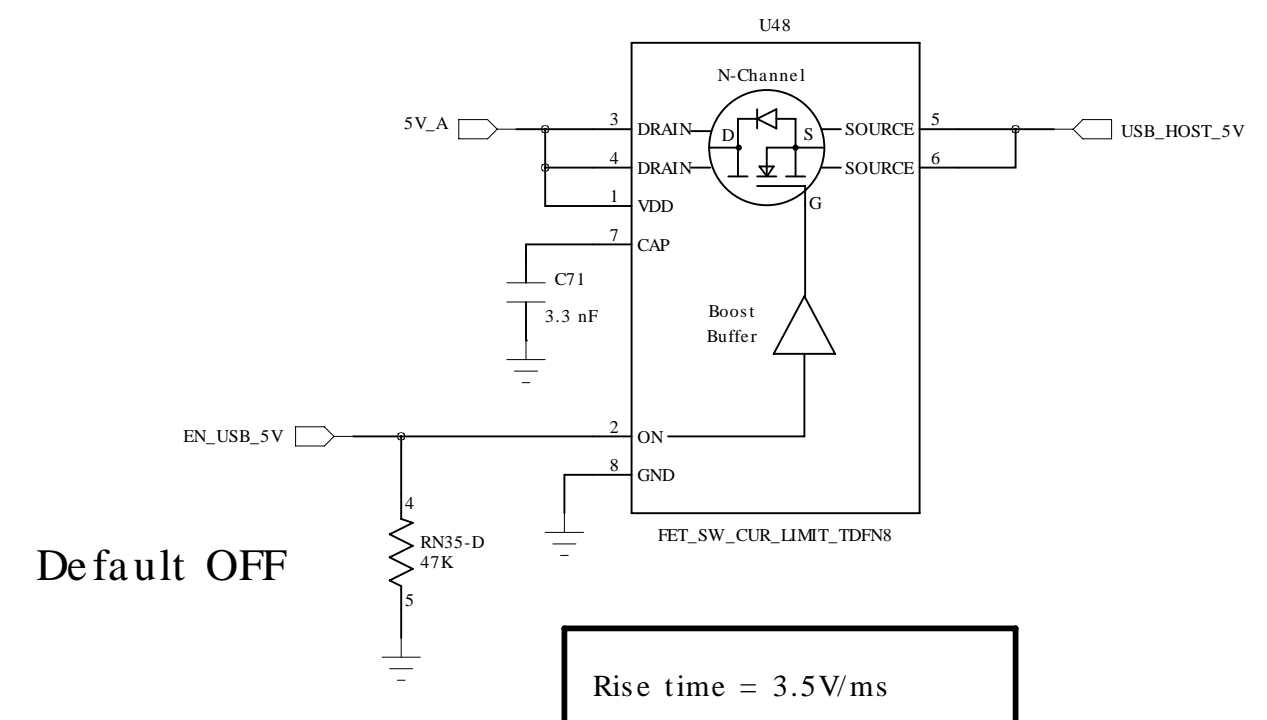 U48
N-Channel
5V_A
3
DRAIN
D
S
SOURCE
5
USB_HOST_5V
4
DRAIN
SOURCE
6
1
VDD
G
7
CAP
C71
3.3 nF
Boost
Buffer
EN_USB_5V
2
ON
8
GND
4
FET_SW_CUR_LIMIT_TDFN8
RN35-D
47K
Default OFF
5
Rise time = 3.5V/ms